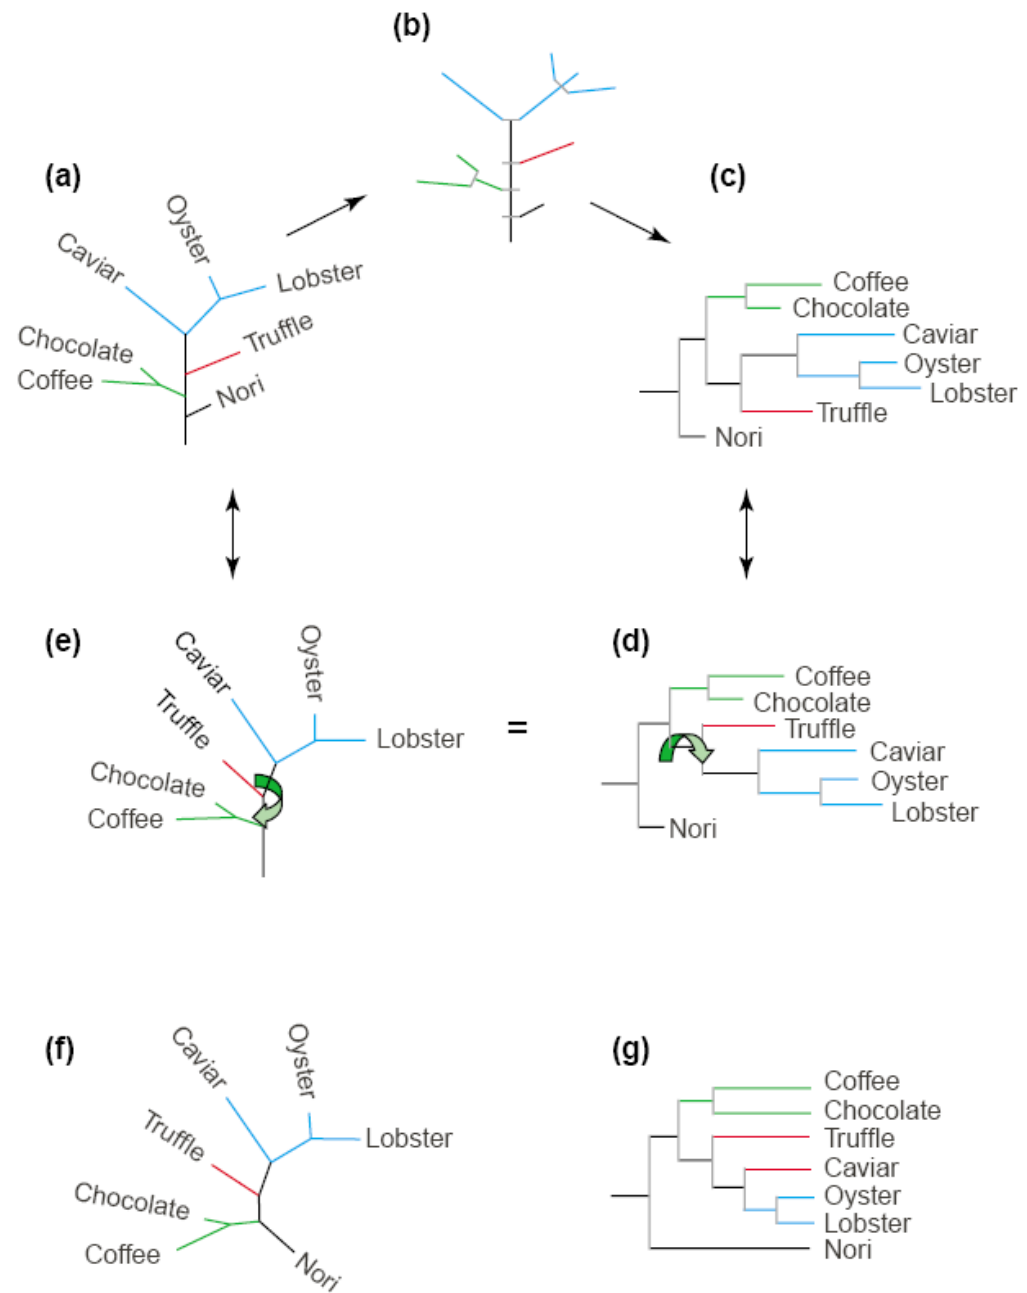 (b)
(a)
Oyster
Caviar
Lobster
Chocolate
Truffle
Coffee
Nori
(c)
Coffee
Chocolate
Caviar
Oyster
Lobster
Truffle
Nori
(e)
Caviar
Oyster
Truffle
Lobster
Chocolate
Coffee
=
(d)
Coffee
Chocolate
Truffle
Caviar
Oyster
Lobster
Nori
(f)
Caviar
Oyster
Truffle
Lobster
Chocolate
Coffee
Nori
(g)
Coffee
Chocolate
Truffle
Caviar
Oyster
Lobster
Nori